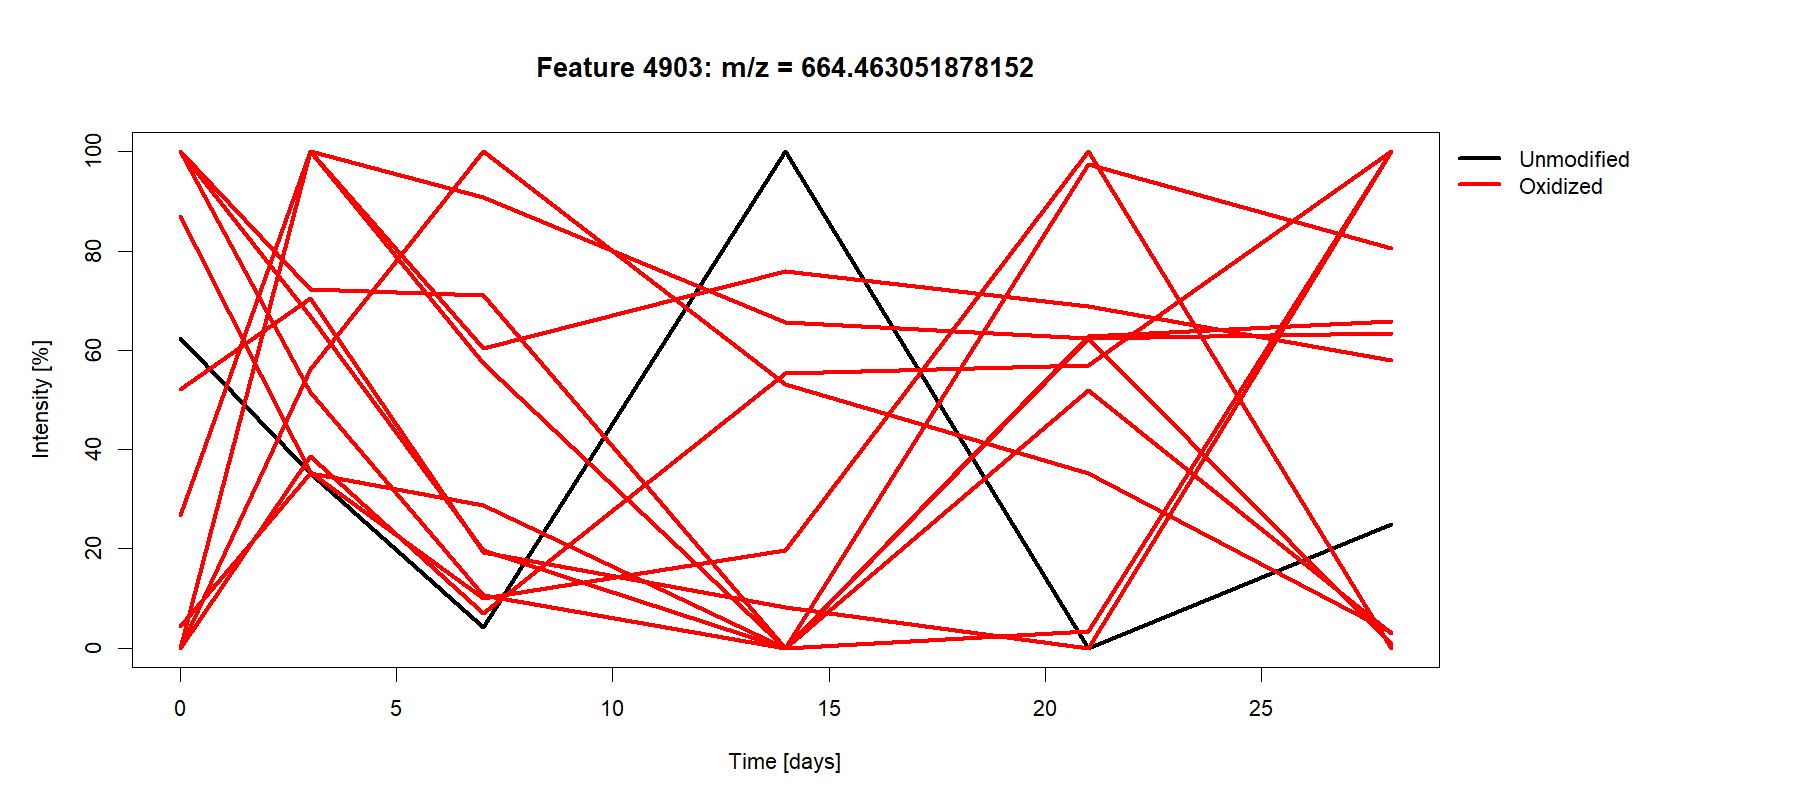 Feature 4903: m/z = 664.463051878152
Unmodified
Oxidized
Intensity [%]
100
80
60
40
20
0
0 5 10 15 20 25
Time [days]